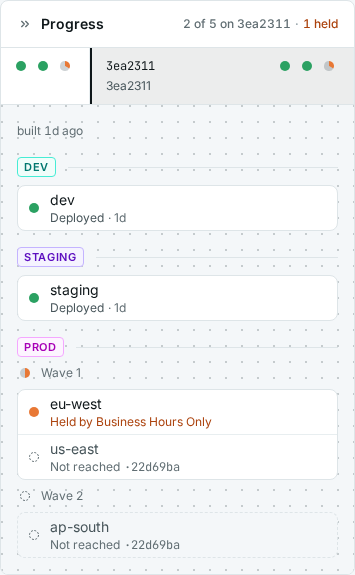 Progress 2 of 5 on 3ea2311 · 1 held
3ea2311
3ea2311
built 1d ago
DEV
dev
Deployed · 1d
STAGING
staging
Deployed · 1d
PROD
Wave 1
eu-west
Held by Business Hours Only
us-east
Not reached · 22d69ba
Wave 2
ap-south
Not reached · 22d69ba